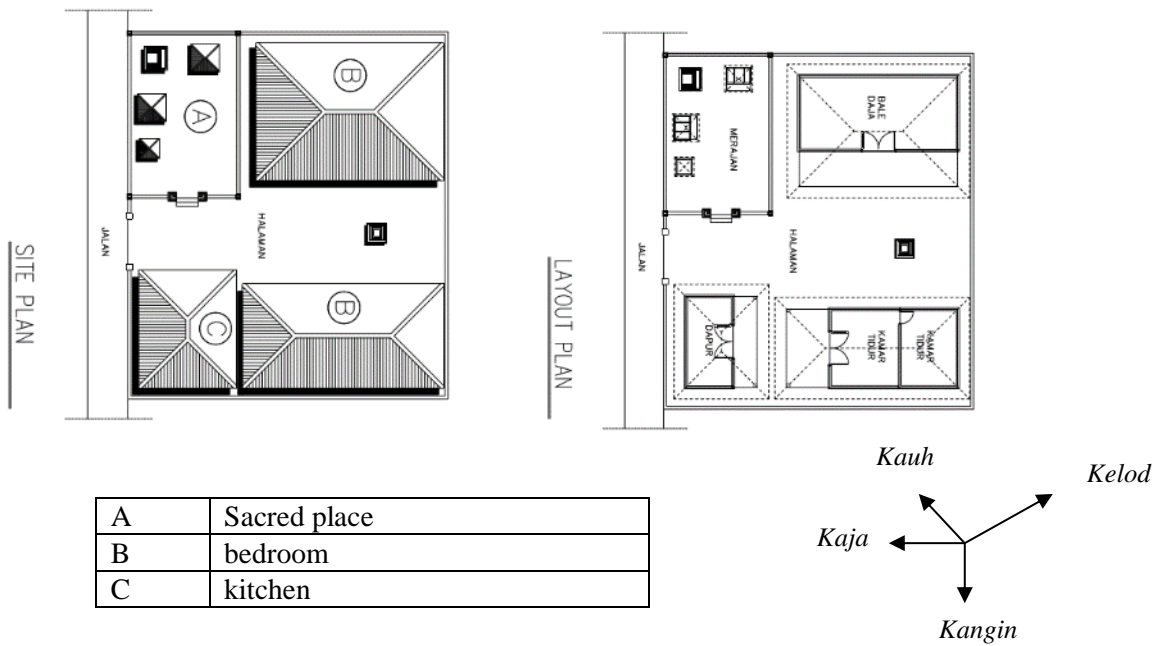 SITE PLAN
JALAN
HALAMAN
A
B
B
C
LAYOUT PLAN
JALAN
HALAMAN
MERAJAN
BALE
DAJA
DAPUR
KAMAR
TIDUR
KAMAR
TIDUR
A Sacred place
B bedroom
C kitchen
Kauh
Kelod
Kaja
Kangin